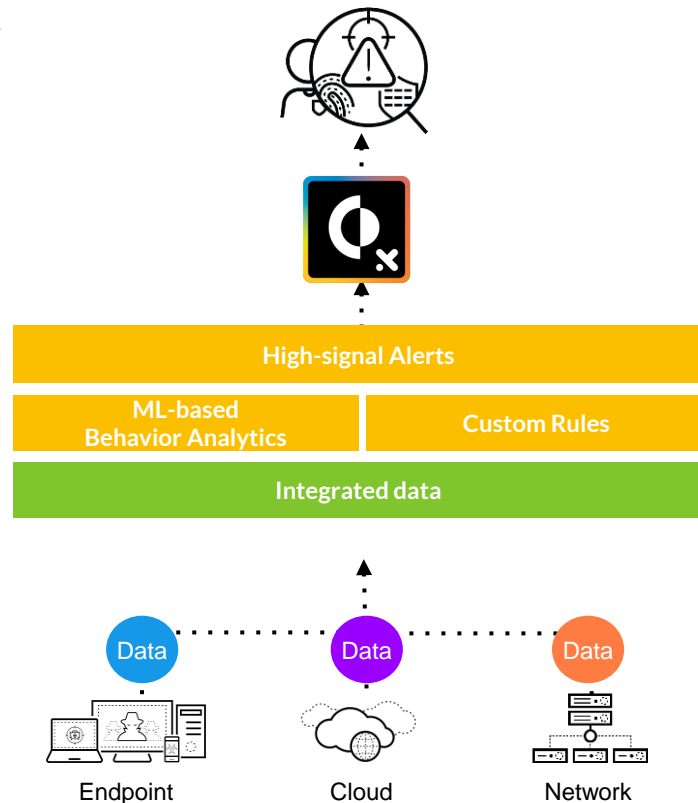 High-signal Alerts
ML-based
Behavior Analytics
Custom Rules
Integrated data
Data
Data
Data
Endpoint
Cloud
Network